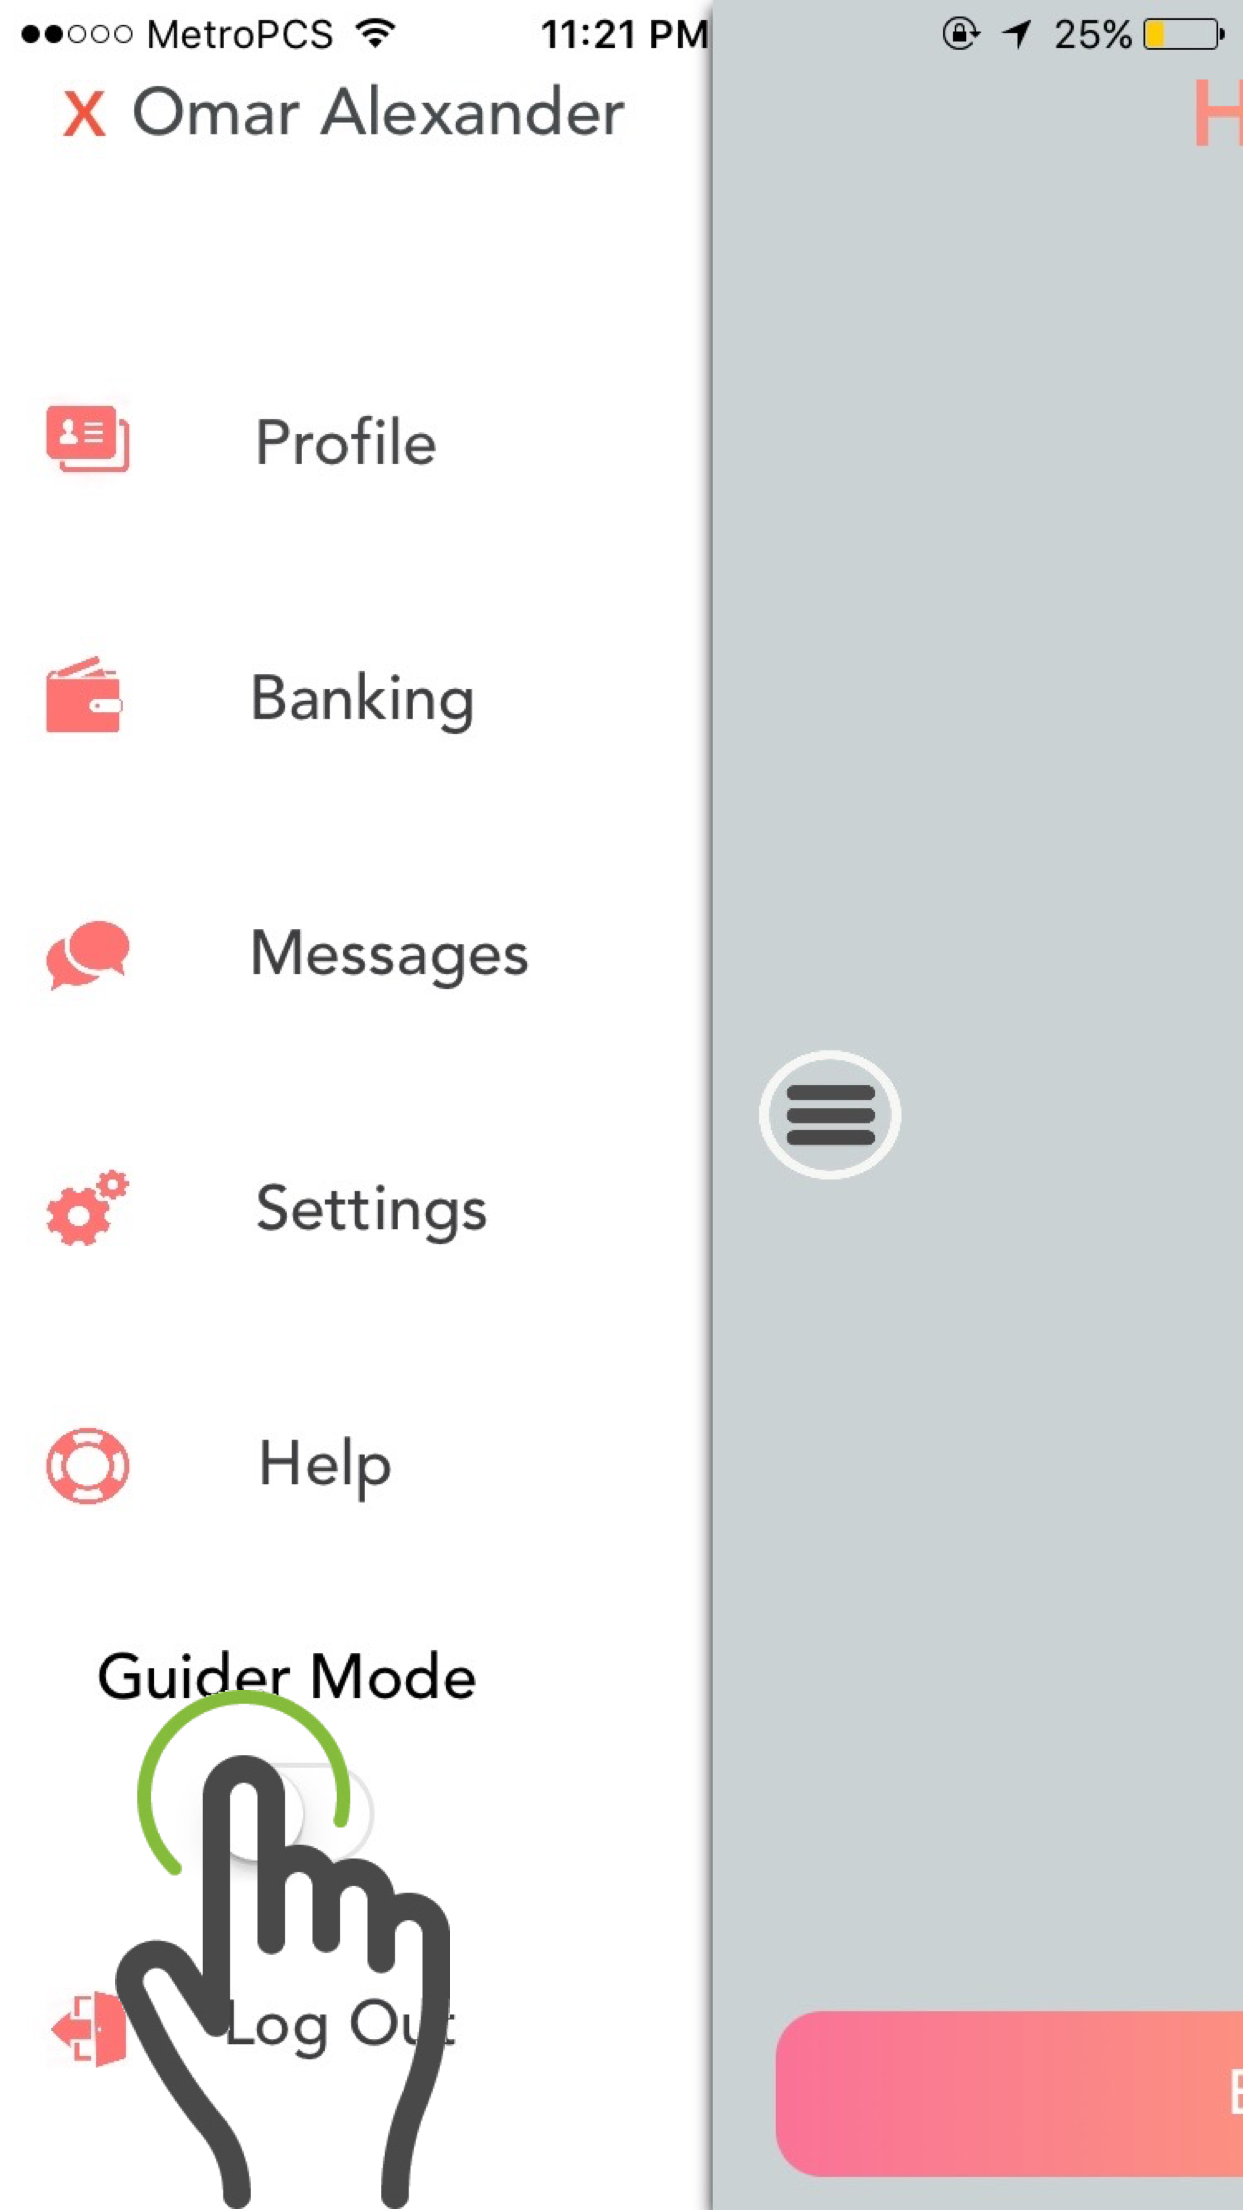 MetroPCS 11:21 PM 25%
X Omar Alexander
H
Profile
Banking
Messages
Settings
Help
Guider Mode
Log Out